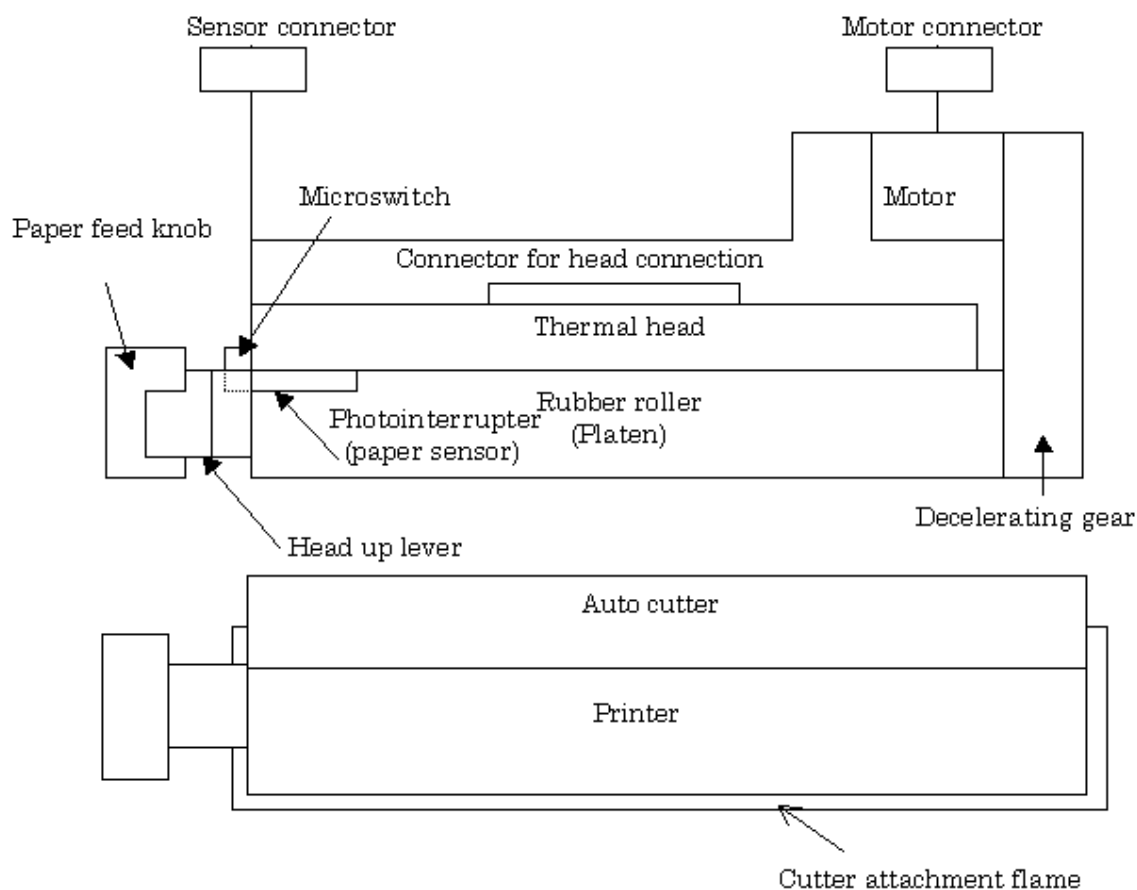 Sensor connector
Motor connector
Microswitch
Motor
Paper feed knob
Connector for head connection
Thermal head
Rubber roller
(Platen)
Photointerrupter
(paper sensor)
Decelerating gear
Head up lever
Auto cutter
Printer
Cutter attachment flame